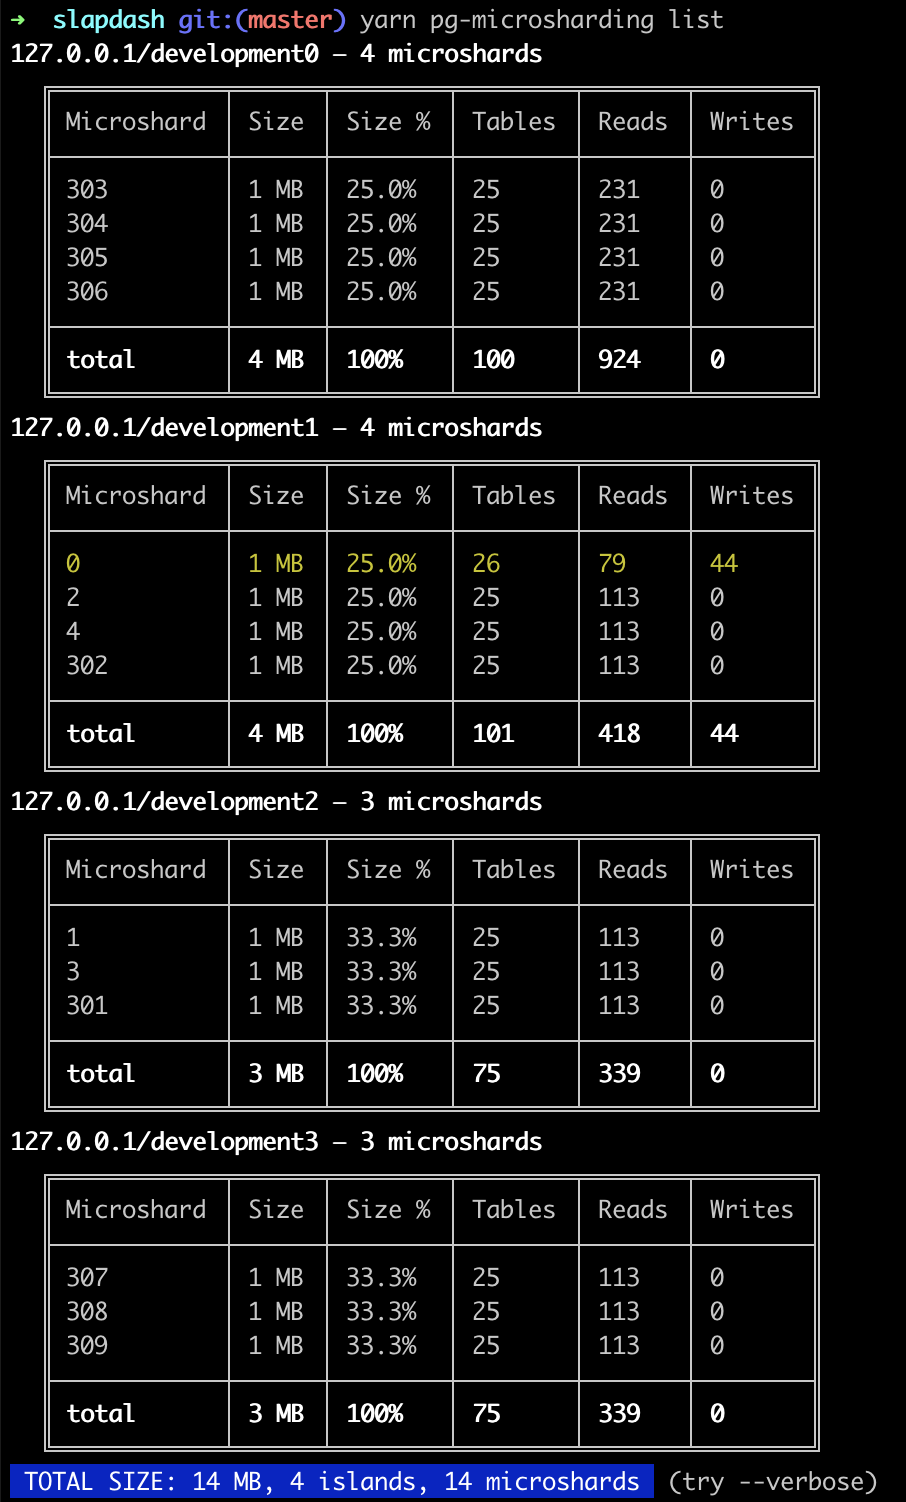 ➜ slapdash git:(master) yarn pg-microsharding list
127.0.0.1/development0 — 4 microshards
Microshard Size Size % Tables Reads Writes
303 1 MB 25.0% 25 231 0
304 1 MB 25.0% 25 231 0
305 1 MB 25.0% 25 231 0
306 1 MB 25.0% 25 231 0
total 4 MB 100% 100 924 0
127.0.0.1/development1 — 4 microshards
Microshard Size Size % Tables Reads Writes
0 1 MB 25.0% 26 79 44
2 1 MB 25.0% 25 113 0
4 1 MB 25.0% 25 113 0
302 1 MB 25.0% 25 113 0
total 4 MB 100% 101 418 44
127.0.0.1/development2 — 3 microshards
Microshard Size Size % Tables Reads Writes
1 1 MB 33.3% 25 113 0
3 1 MB 33.3% 25 113 0
301 1 MB 33.3% 25 113 0
total 3 MB 100% 75 339 0
127.0.0.1/development3 — 3 microshards
Microshard Size Size % Tables Reads Writes
307 1 MB 33.3% 25 113 0
308 1 MB 33.3% 25 113 0
309 1 MB 33.3% 25 113 0
total 3 MB 100% 75 339 0
TOTAL SIZE: 14 MB, 4 islands, 14 microshards (try --verbose)